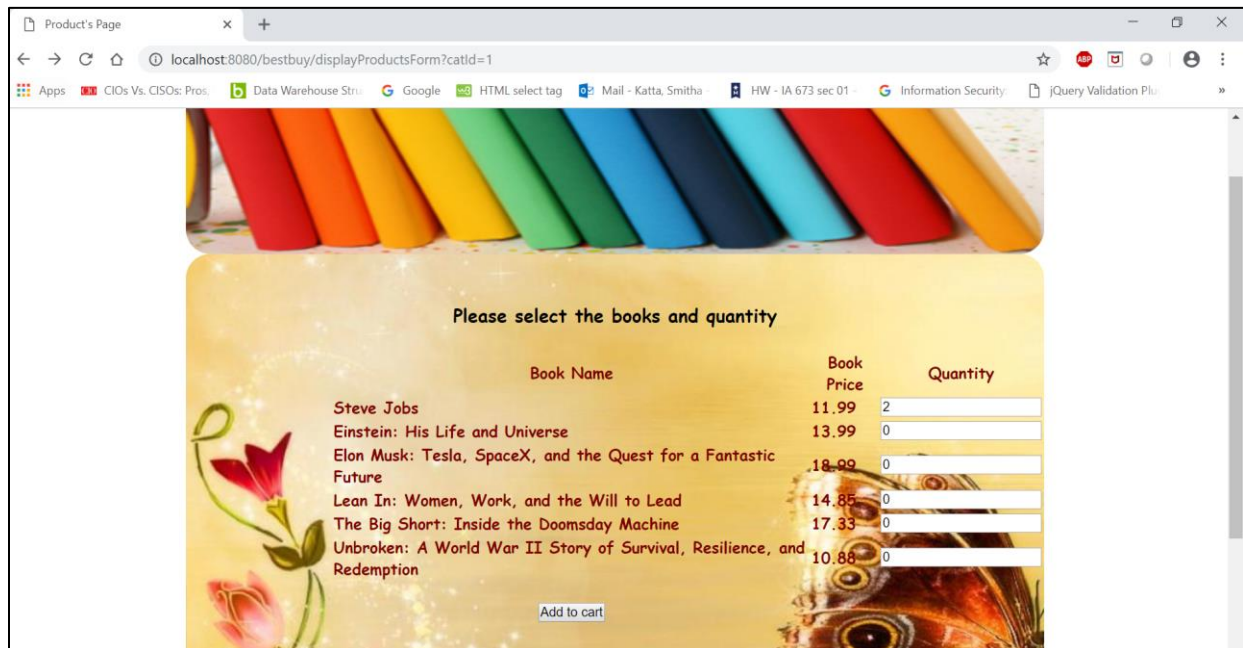 Product's Page
localhost:8080/bestbuy/displayProductsForm?catId=1
ABP
Apps CIOs Vs. CISOs: Pros, Data Warehouse Stru Google HTML select tag Mail - Katta, Smitha - HW - IA 673 sec 01 - Information Security: jQuery Validation Plu »
Please select the books and quantity
Book Name Book Price Quantity
Steve Jobs 11.99 2
Einstein: His Life and Universe 13.99 0
Elon Musk: Tesla, SpaceX, and the Quest for a Fantastic
Future 18.99 0
Lean In: Women, Work, and the Will to Lead 14.85 0
The Big Short: Inside the Doomsday Machine 17.33 0
Unbroken: A World War II Story of Survival, Resilience, and
Redemption 10.88 0
Add to cart